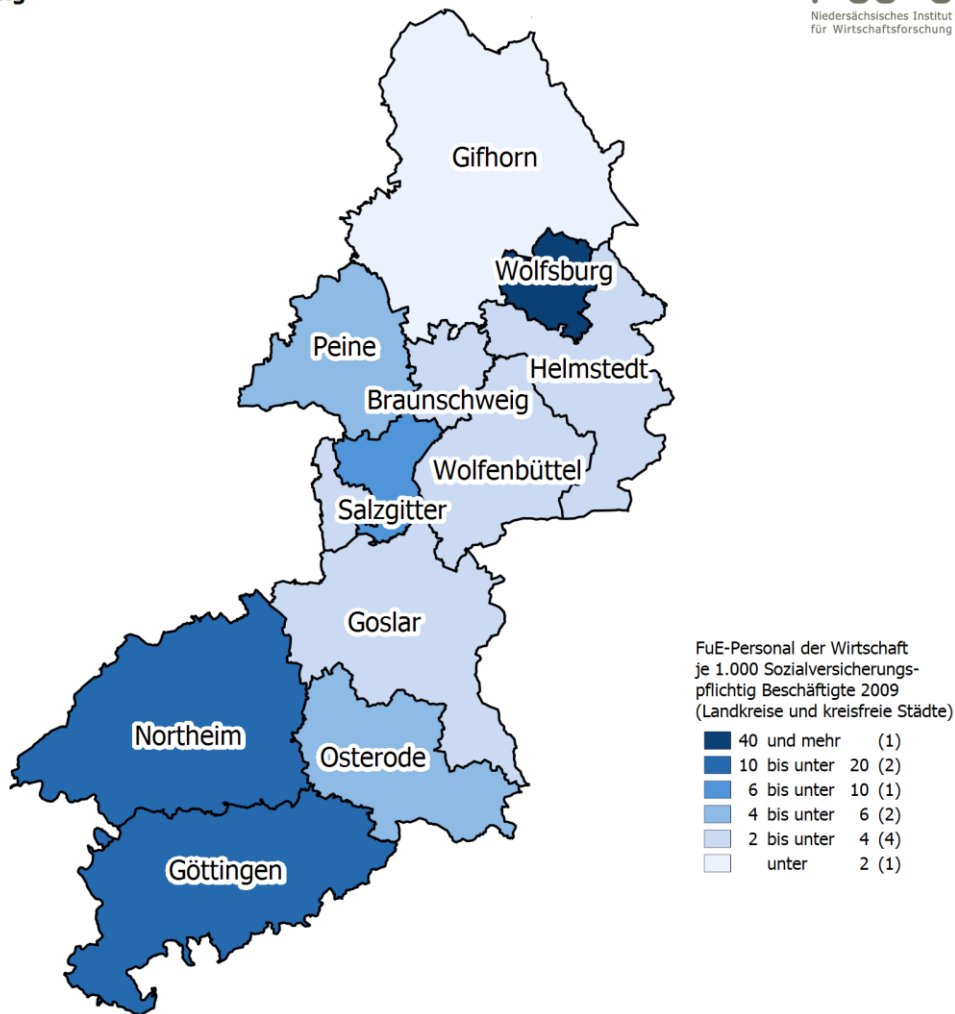 Niedersächsisches Institut
für Wirtschaftsforschung
Gifhorn
Wolfsburg
Peine
Helmstedt
Braunschweig
Wolfenbüttel
Salzgitter
Goslar
Northeim
Osterode
Göttingen
FuE-Personal der Wirtschaft
je 1.000 Sozialversicherungs-
pflichtig Beschäftigte 2009
(Landkreise und kreisfreie Städte)
40 und mehr (1)
10 bis unter 20 (2)
6 bis unter 10 (1)
4 bis unter 6 (2)
2 bis unter 4 (4)
unter 2 (1)